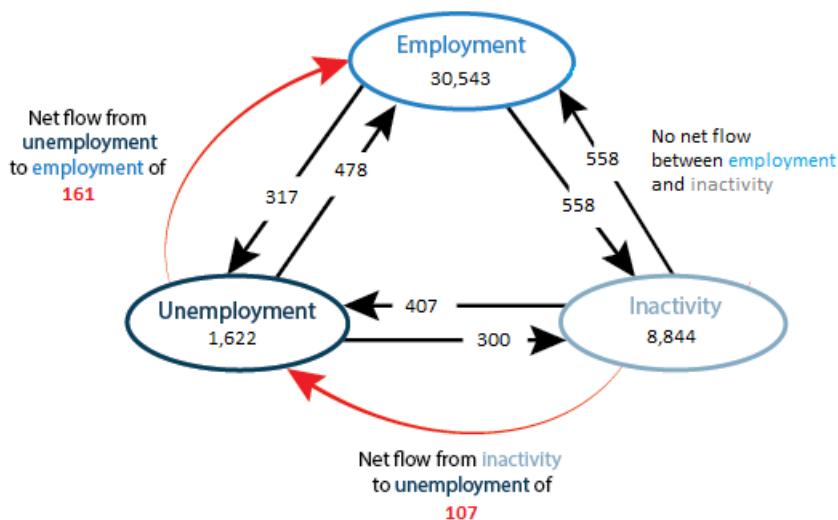 Employment
30,543
Net flow from
unemployment
to employment of
161
317
478
558
558
No net flow
between employment
and inactivity
Unemployment
1,622
407
300
Inactivity
8,844
Net flow from inactivity
to unemployment of
107